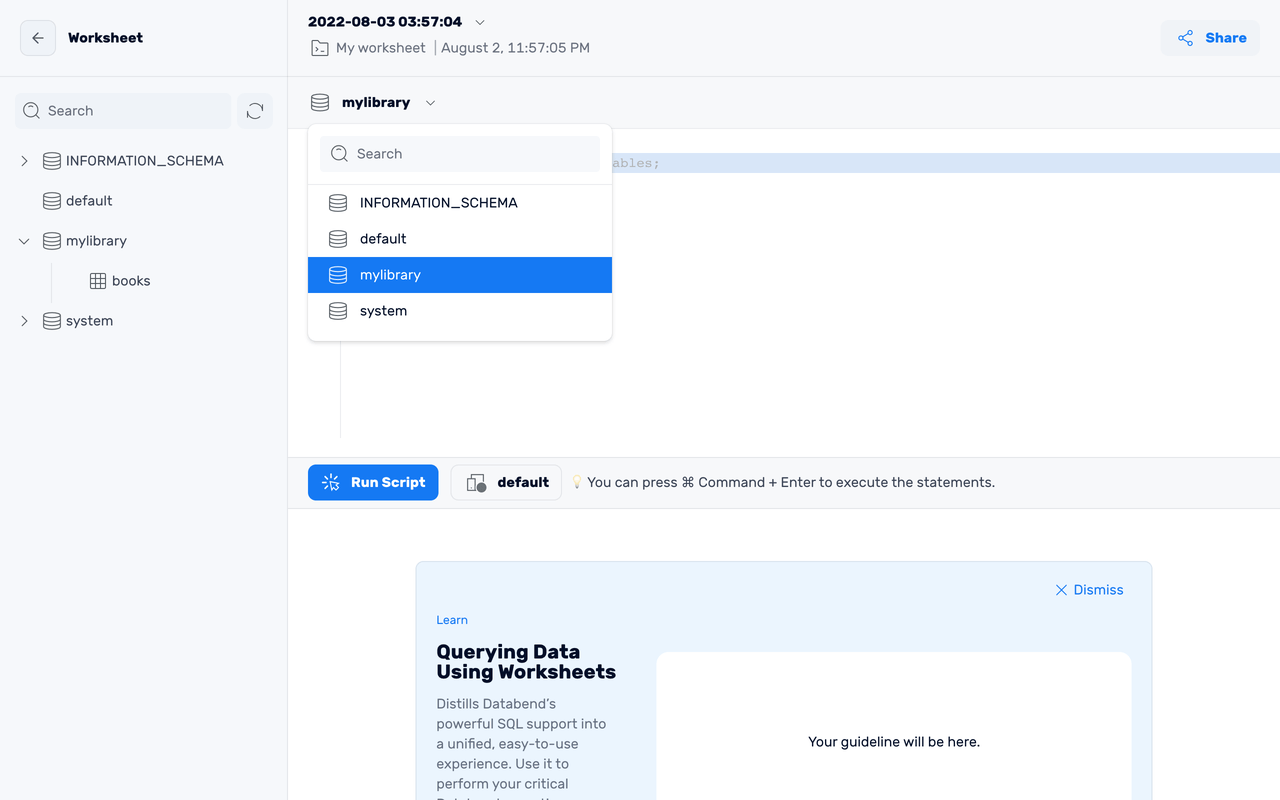 Worksheet
Search
INFORMATION_SCHEMA
default
mylibrary
books
system
2022-08-03 03:57:04
My worksheet | August 2, 11:57:05 PM
Share
mylibrary
Search
ables;
INFORMATION_SCHEMA
default
mylibrary
system
Run Script
default
You can press ⌘ Command + Enter to execute the statements.
Dismiss
Learn
Querying Data
Using Worksheets
Distills Databend's
powerful SQL support into
a unified, easy-to-use
experience. Use it to
perform your critical
Your guideline will be here.